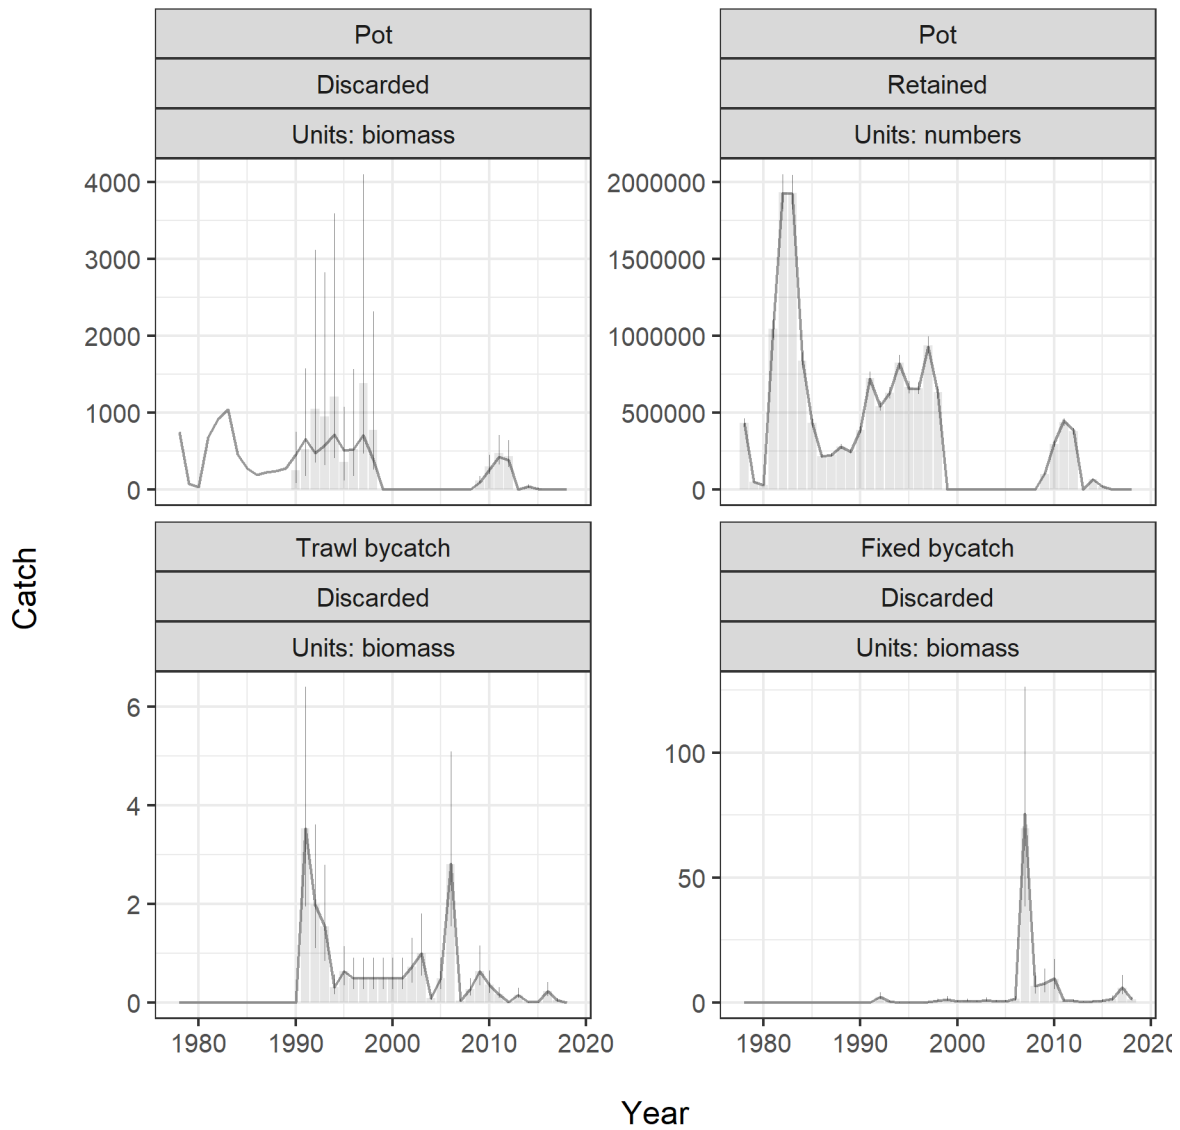 Pot
Discarded
Units: biomass
4000
3000
2000
1000
0
Pot
Retained
Units: numbers
2000000
1500000
1000000
500000
0
Catch
Trawl bycatch
Discarded
Units: biomass
6
4
2
0
1980 1990 2000 2010 2020
Fixed bycatch
Discarded
Units: biomass
100
50
0
1980 1990 2000 2010 2020
Year